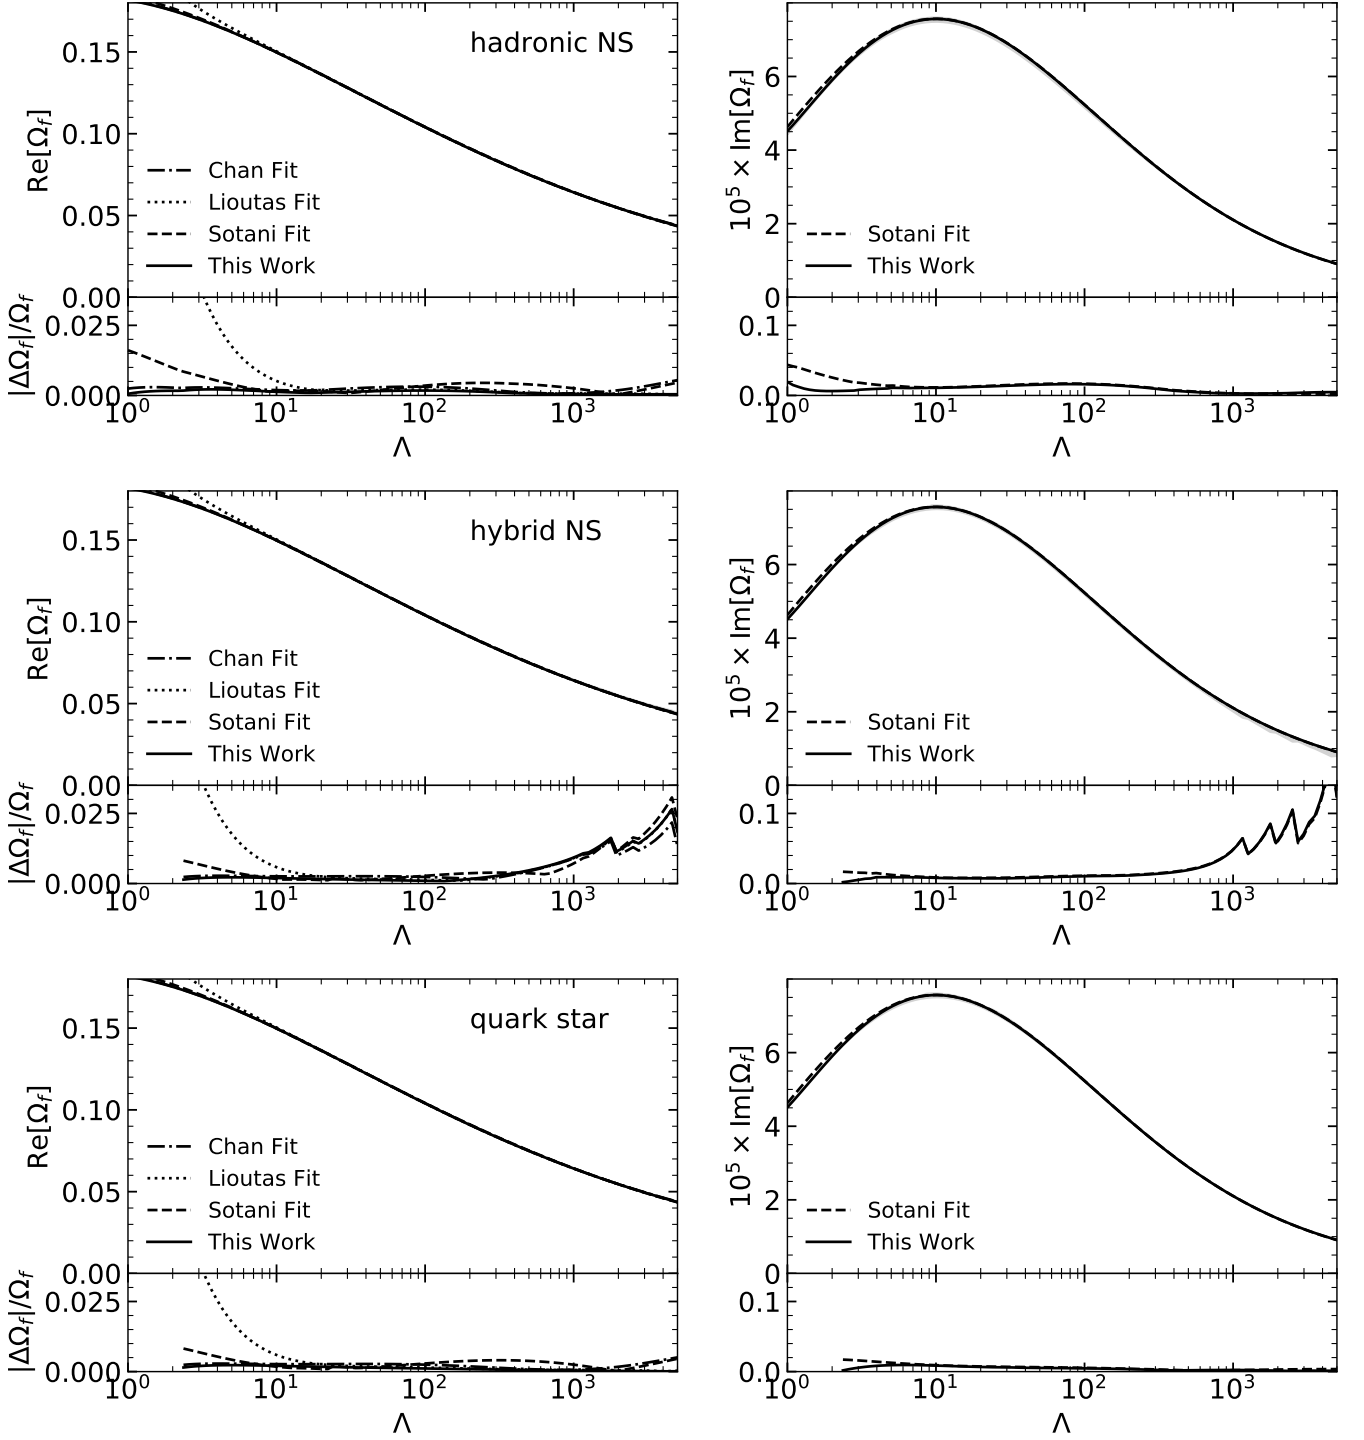 hadronic NS
Re[Ω_f]
0.15
0.10
0.05
0.00
Chan Fit
Lioutas Fit
Sotani Fit
This Work
|ΔΩ_f|/Ω_f
0.025
0.000
10^0 10^1 10^2 10^3
Λ
10^5 × Im[Ω_f]
6
4
2
0
Sotani Fit
This Work
0.1
0.0
10^0 10^1 10^2 10^3
Λ
hybrid NS
Re[Ω_f]
0.15
0.10
0.05
0.00
Chan Fit
Lioutas Fit
Sotani Fit
This Work
|ΔΩ_f|/Ω_f
0.025
0.000
10^0 10^1 10^2 10^3
Λ
10^5 × Im[Ω_f]
6
4
2
0
Sotani Fit
This Work
0.1
0.0
10^0 10^1 10^2 10^3
Λ
quark star
Re[Ω_f]
0.15
0.10
0.05
0.00
Chan Fit
Lioutas Fit
Sotani Fit
This Work
|ΔΩ_f|/Ω_f
0.025
0.000
10^0 10^1 10^2 10^3
Λ
10^5 × Im[Ω_f]
6
4
2
0
Sotani Fit
This Work
0.1
0.0
10^0 10^1 10^2 10^3
Λ